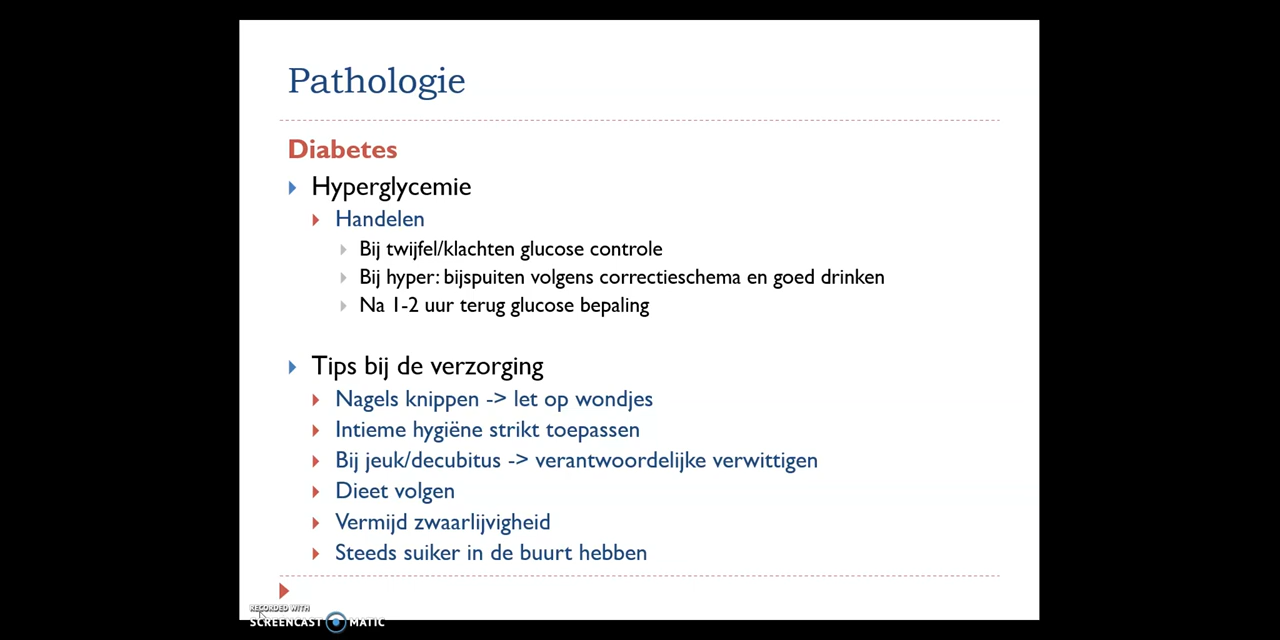 Pathologie
Diabetes
Hyperglycemie
Handelen
Bij twijfel/klachten glucose controle
Bij hyper: bijspuiten volgens correctieschema en goed drinken
Na 1-2 uur terug glucose bepaling
Tips bij de verzorging
Nagels knippen -> let op wondjes
Intieme hygiëne strikt toepassen
Bij jeuk/decubitus -> verantwoordelijke verwittigen
Dieet volgen
Vermijd zwaarlijvigheid
Steeds suiker in de buurt hebben
RECORDED WITH
SCREENCAST MATIC